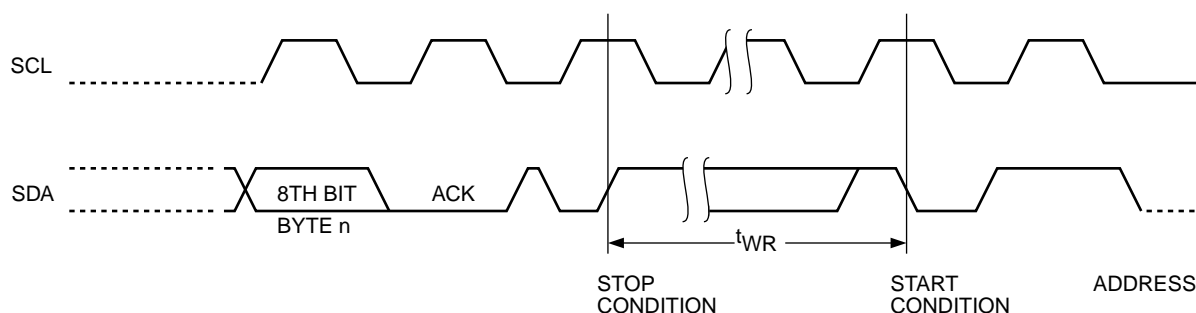 SCL
SDA
8TH BIT
ACK
BYTE n
tWR
STOP
CONDITION
START
CONDITION
ADDRESS